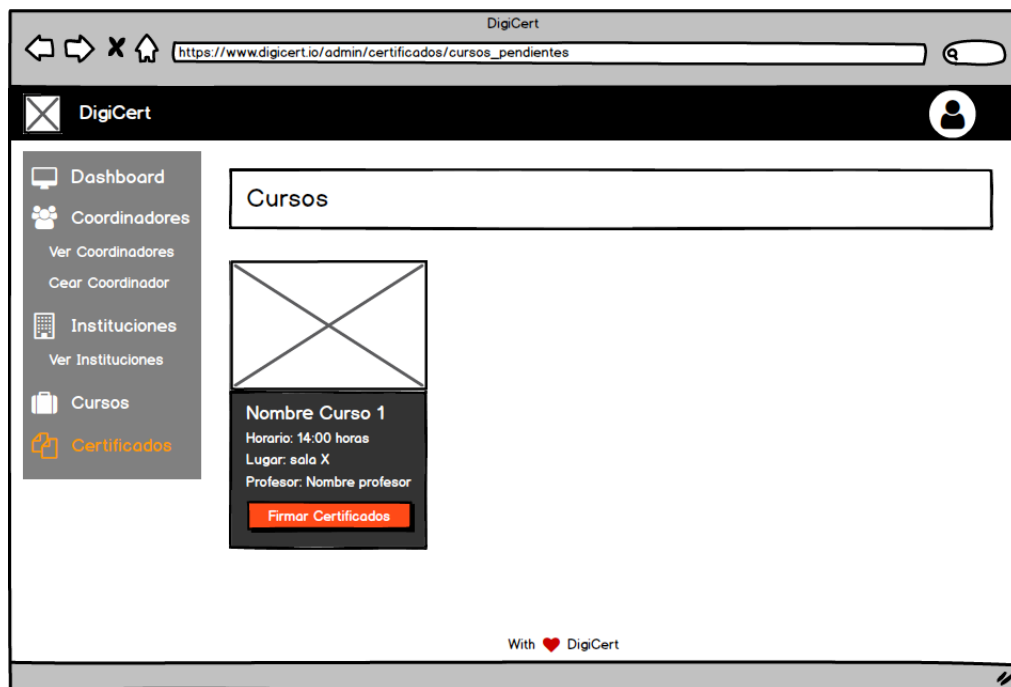 DigiCert
https://www.digicert.io/admin/certificados/cursos_pendientes
DigiCert
Dashboard
Coordinadores
Ver Coordinadores
Cear Coordinador
Instituciones
Ver Instituciones
Cursos
Certificados
Cursos
Nombre Curso 1
Horario: 14:00 horas
Lugar: sala X
Profesor: Nombre profesor
Firmar Certificados
With ❤ DigiCert